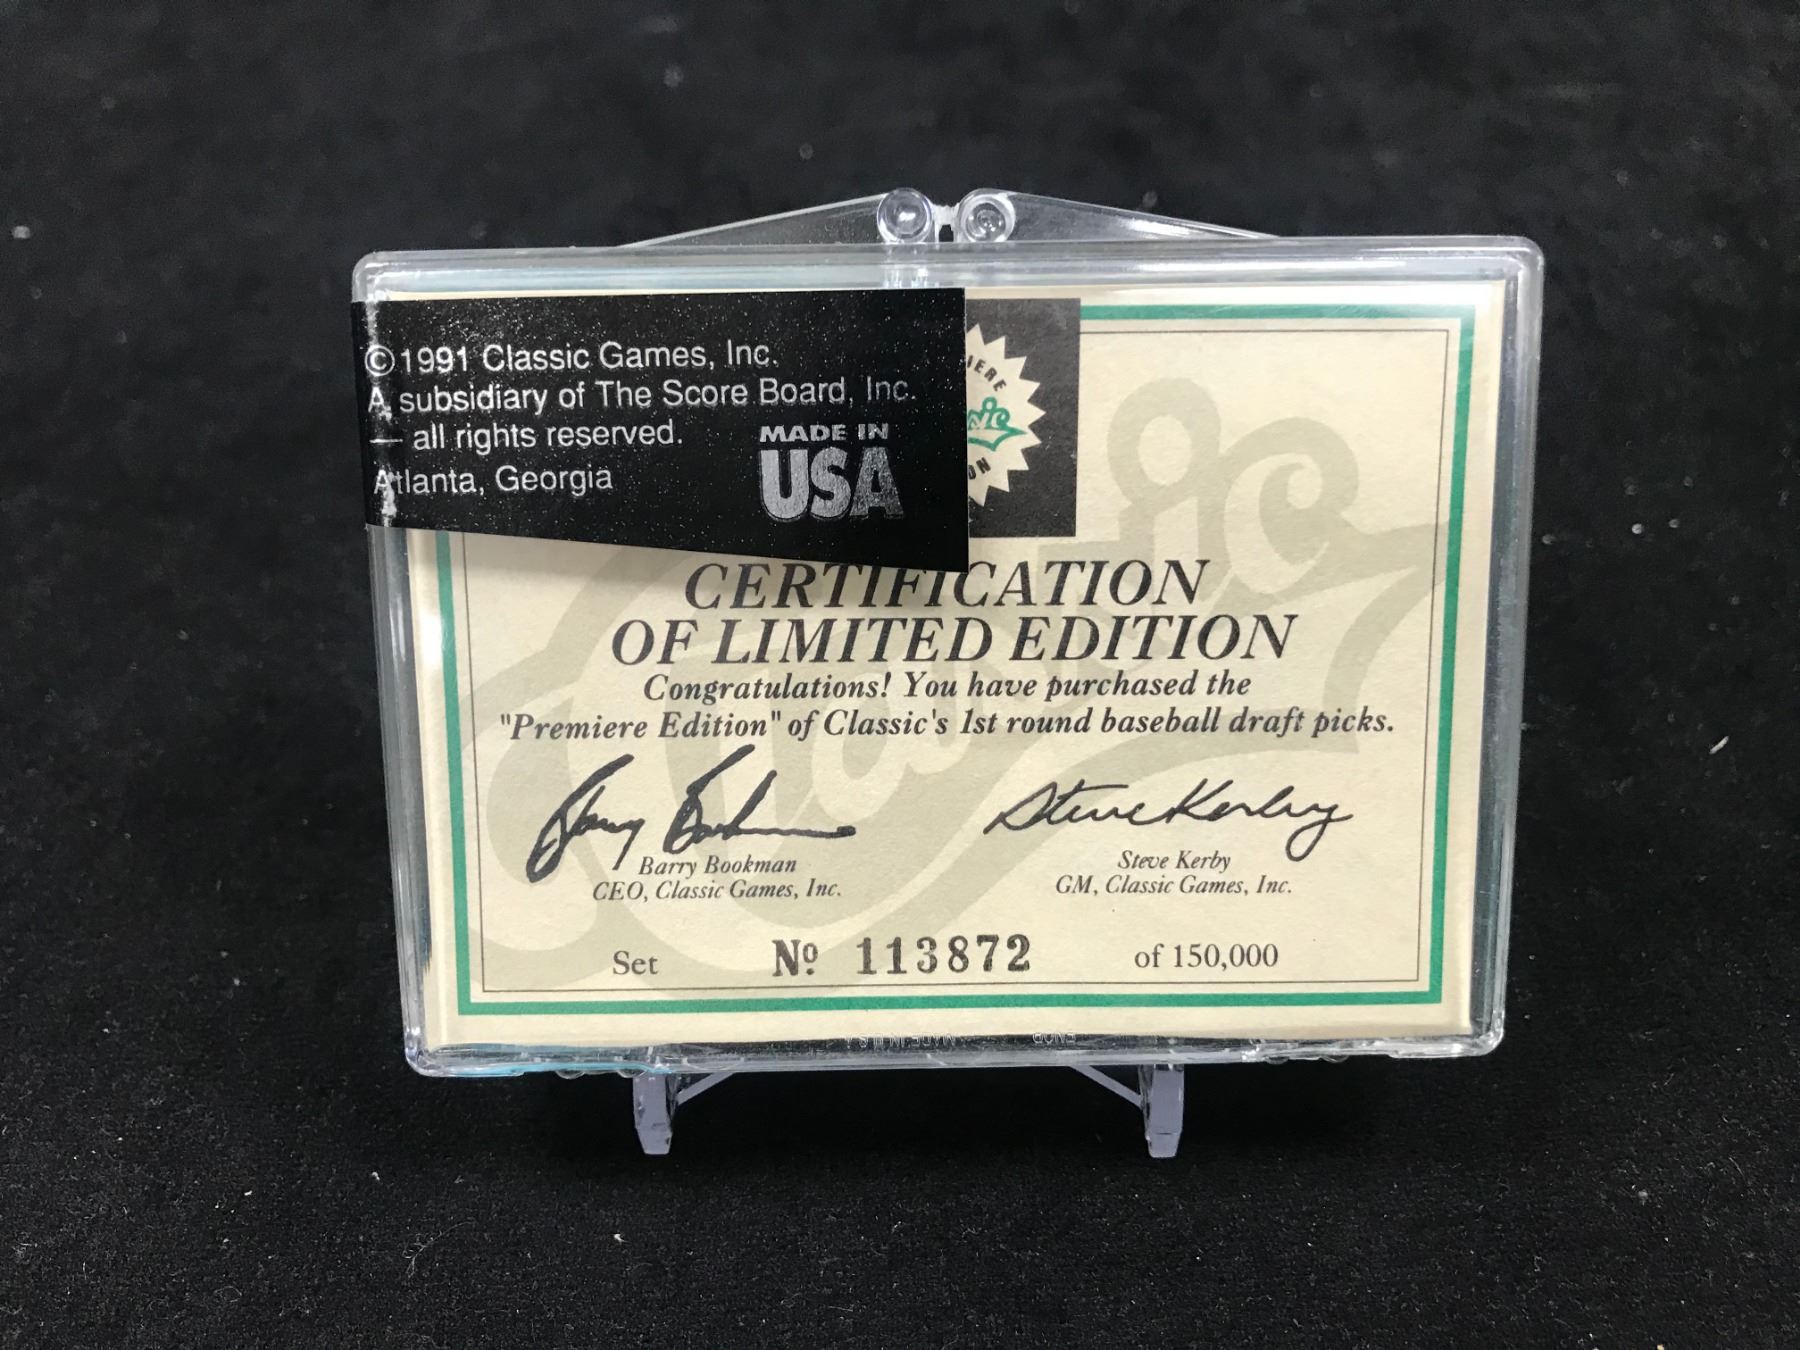 © 1991 Classic Games, Inc.
A subsidiary of The Score Board, Inc.
— all rights reserved.
Atlanta, Georgia
MADE IN
USA
CERTIFICATION
OF LIMITED EDITION
Congratulations! You have purchased the
"Premiere Edition" of Classic's 1st round baseball draft picks.
Barry Bookman
CEO, Classic Games, Inc.
Steve Kerby
Steve Kerby
GM, Classic Games, Inc.
Set Nº 113872 of 150,000